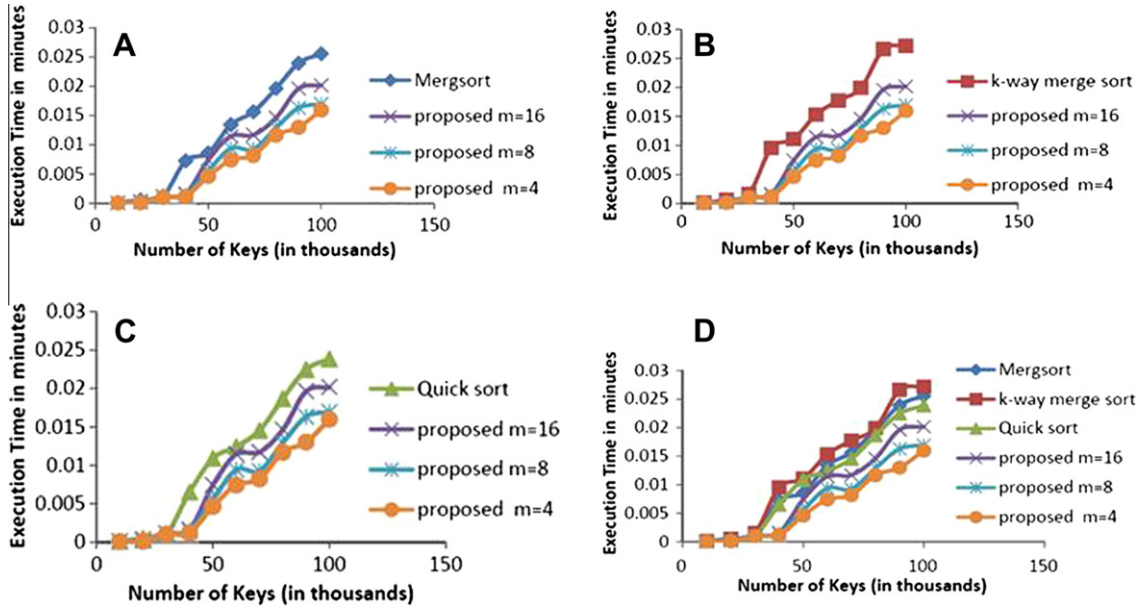 A
Execution Time in minutes
0.03
0.025
0.02
0.015
0.01
0.005
0
0 50 100 150
Number of Keys (in thousands)
Mergsort
proposed m=16
proposed m=8
proposed m=4
B
Execution Time in minutes
0.03
0.025
0.02
0.015
0.01
0.005
0
0 50 100 150
Number of Keys (in thousands)
k-way merge sort
proposed m=16
proposed m=8
proposed m=4
C
Execution Time in minutes
0.03
0.025
0.02
0.015
0.01
0.005
0
0 50 100 150
Number of Keys (in thousands)
Quick sort
proposed m=16
proposed m=8
proposed m=4
D
Execution Time in minutes
0.03
0.025
0.02
0.015
0.01
0.005
0
0 50 100 150
Number of Keys (in thousands)
Mergsort
k-way merge sort
Quick sort
proposed m=16
proposed m=8
proposed m=4